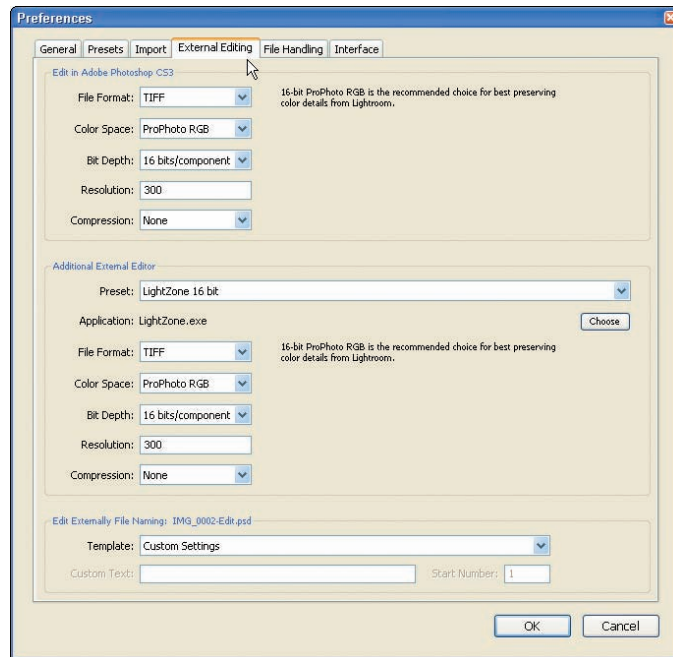 Preferences
General Presets Import External Editing File Handling Interface
Edit in Adobe Photoshop CS3
File Format: TIFF
16-bit ProPhoto RGB is the recommended choice for best preserving
color details from Lightroom.
Color Space: ProPhoto RGB
Bit Depth: 16 bits/component
Resolution: 300
Compression: None
Additional External Editor
Preset: LightZone 16 bit
Application: LightZone.exe
Choose
File Format: TIFF
16-bit ProPhoto RGB is the recommended choice for best preserving
color details from Lightroom.
Color Space: ProPhoto RGB
Bit Depth: 16 bits/component
Resolution: 300
Compression: None
Edit Externally File Naming: IMG_0002-Edit.psd
Template: Custom Settings
Custom Text: Start Number: 1
OK Cancel